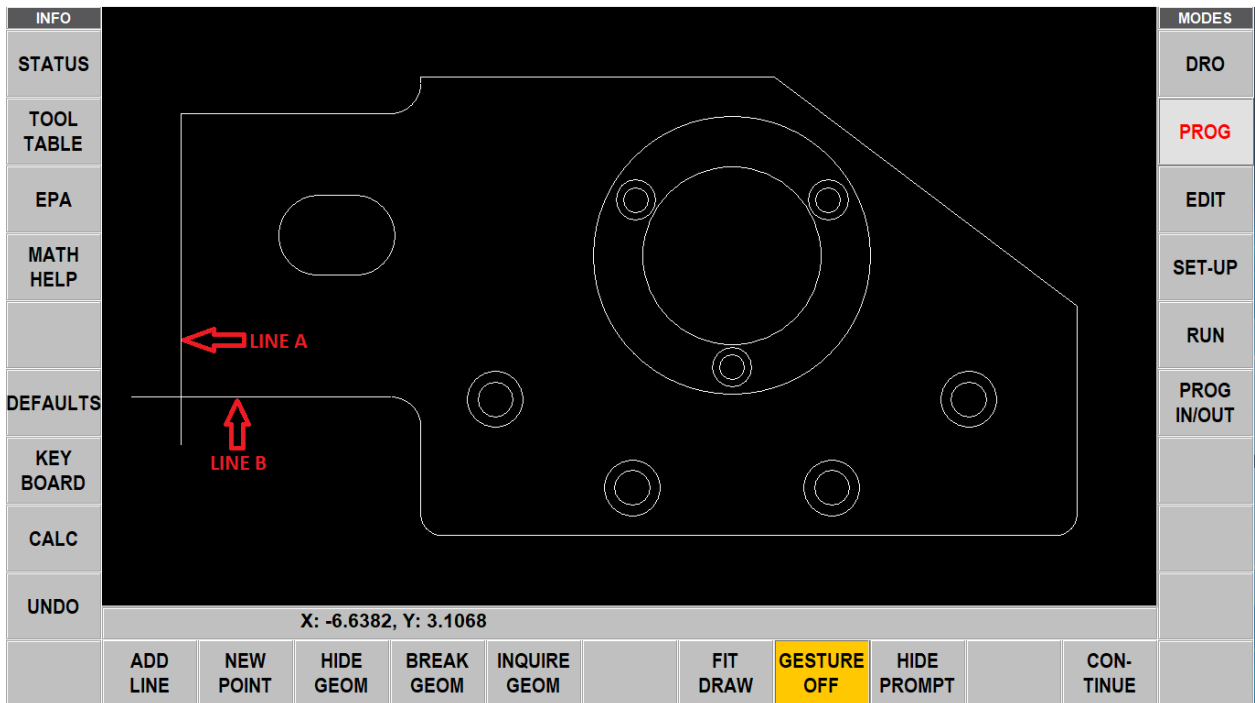 INFO
STATUS
TOOL
TABLE
EPA
MATH
HELP
DEFAULTS
KEY
BOARD
CALC
UNDO
LINE A
LINE B
X: -6.6382, Y: 3.1068
ADD
LINE
NEW
POINT
HIDE
GEOM
BREAK
GEOM
INQUIRE
GEOM
FIT
DRAW
GESTURE
OFF
HIDE
PROMPT
CON-
TINUE
MODES
DRO
PROG
EDIT
SET-UP
RUN
PROG
IN/OUT